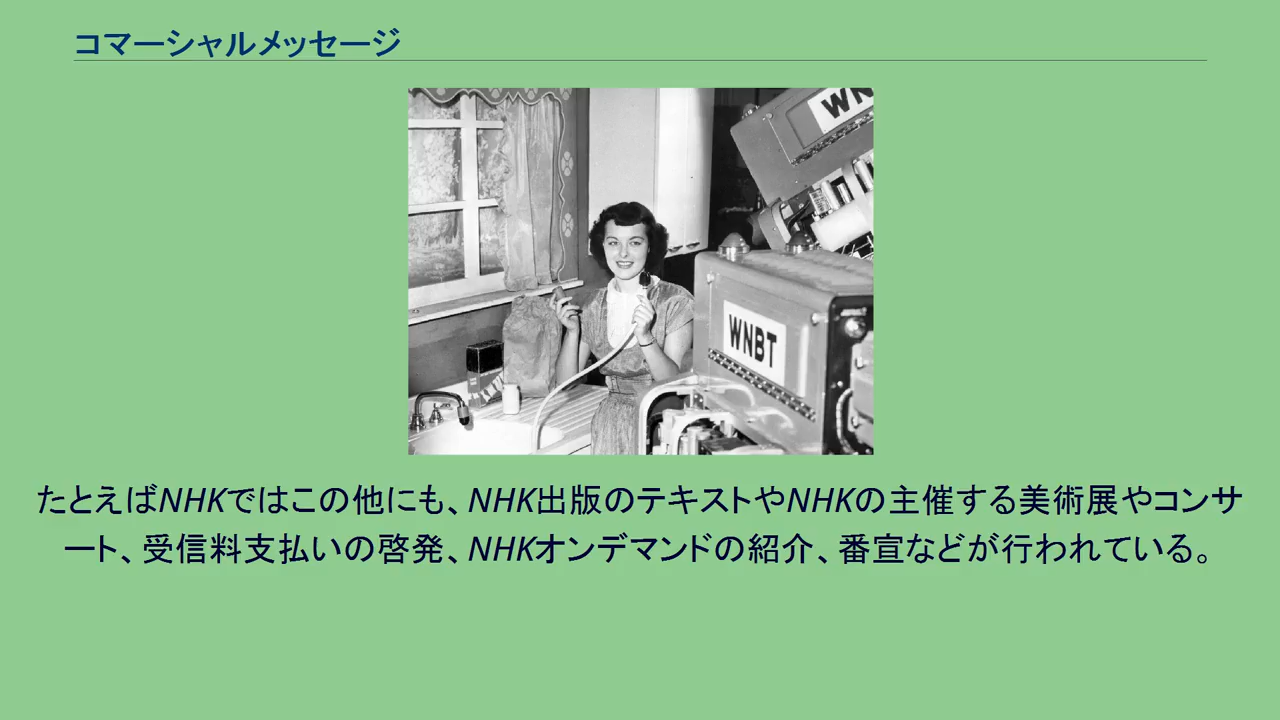 コマーシャルメッセージ
WN
WNBT
たとえばNHKではこの他にも、NHK出版のテキストやNHKの主催する美術展やコンサ
ート、受信料支払いの啓発、NHKオンデマンドの紹介、番宣などが行われている。